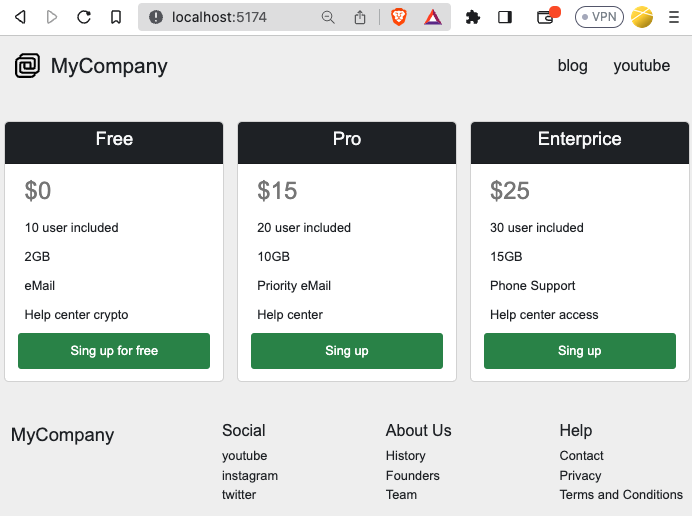 localhost:5174
VPN
MyCompany
blog youtube
Free
$0
10 user included
2GB
eMail
Help center crypto
Sing up for free
Pro
$15
20 user included
10GB
Priority eMail
Help center
Sing up
Enterprice
$25
30 user included
15GB
Phone Support
Help center access
Sing up
MyCompany
Social
youtube
instagram
twitter
About Us
History
Founders
Team
Help
Contact
Privacy
Terms and Conditions